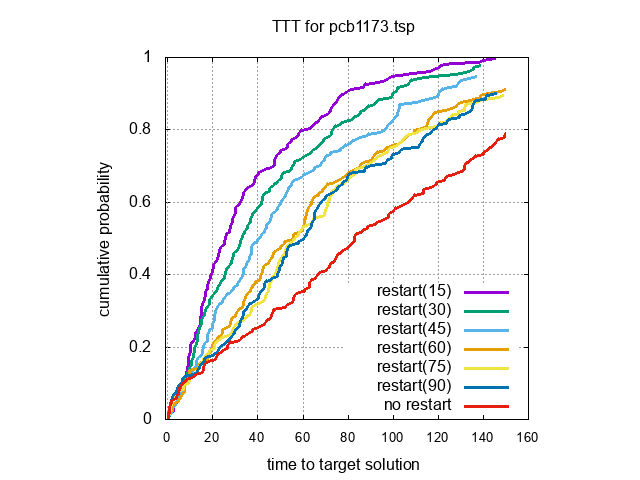 TTT for pcb1173.tsp
cumulative probability
1
0.8
0.6
0.4
0.2
0
restart(15)
restart(30)
restart(45)
restart(60)
restart(75)
restart(90)
no restart
0 20 40 60 80 100 120 140 160
time to target solution